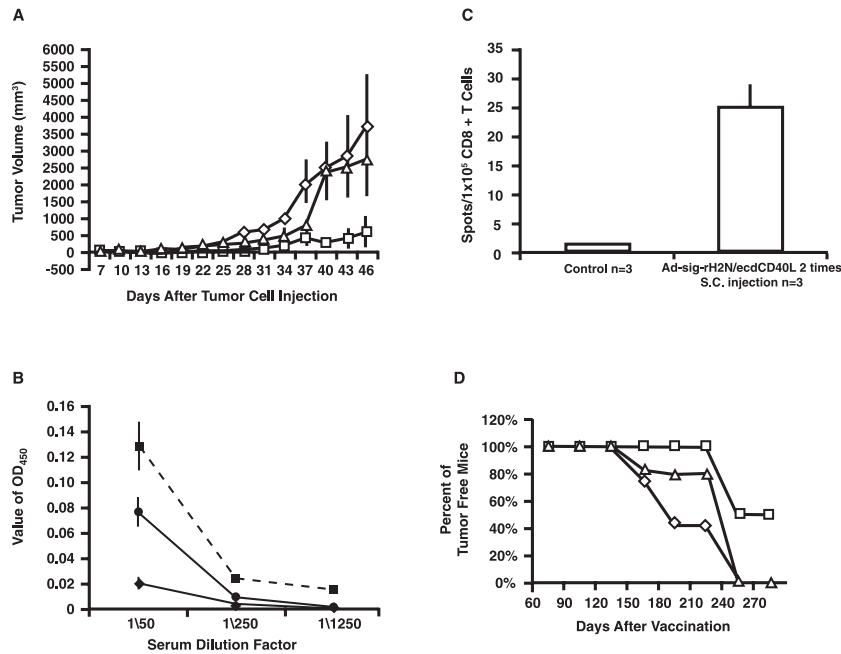 A
Tumor Volume (mm³)
6000
5500
5000
4500
4000
3500
3000
2500
2000
1500
1000
500
0
-500
7 10 13 16 19 22 25 28 31 34 37 40 43 46
Days After Tumor Cell Injection
C
Spots/1x10⁵ CD8 + T Cells
35
30
25
20
15
10
5
0
Control n=3
Ad-sig-rH2N/ecdCD40L 2 times
S.C. injection n=3
B
Value of OD₄₅₀
0.16
0.14
0.12
0.10
0.08
0.06
0.04
0.02
0
1\50 1\250 1\1250
Serum Dilution Factor
D
Percent of
Tumor Free Mice
120%
100%
80%
60%
40%
20%
0%
60 90 120 150 180 210 240 270
Days After Vaccination